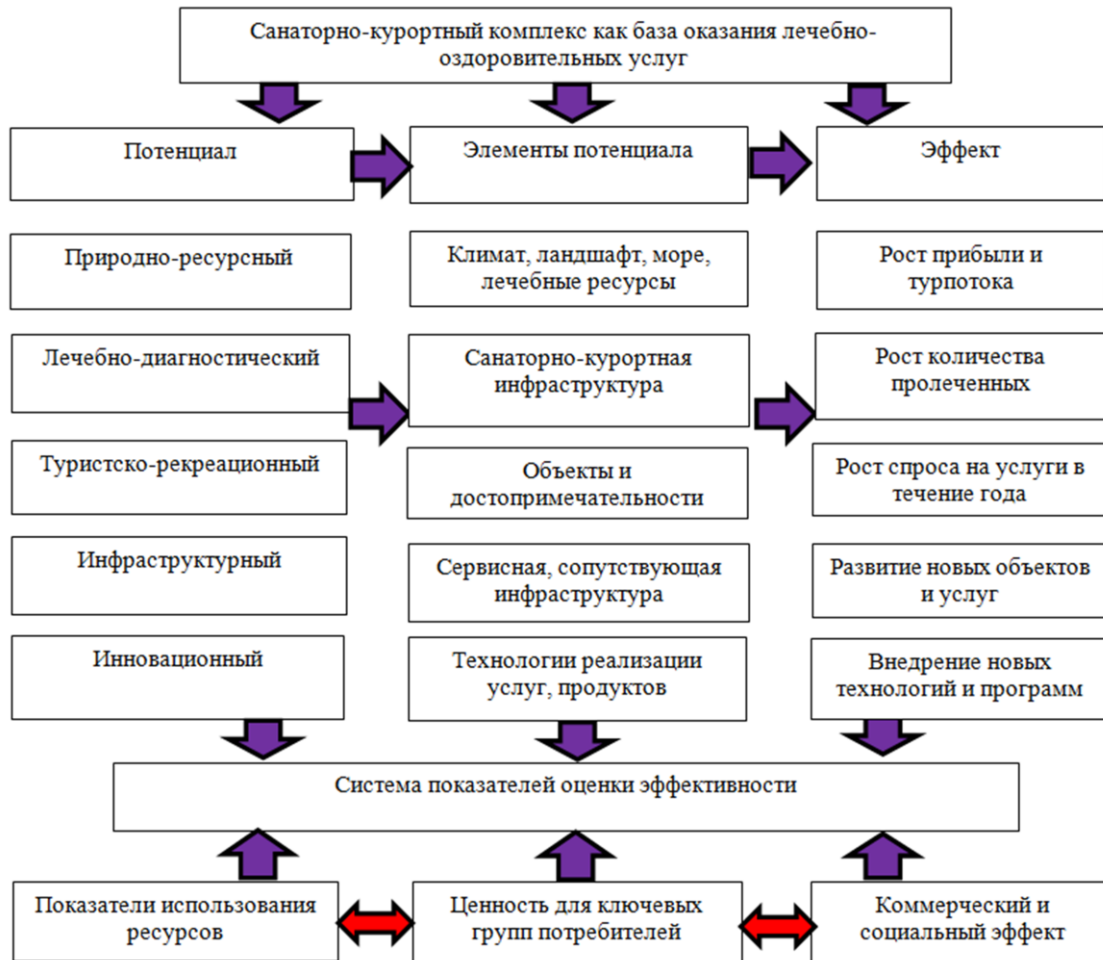 Санаторно-курортный комплекс как база оказания лечебно-
оздоровительных услуг
Потенциал
Элементы потенциала
Эффект
Природно-ресурсный
Климат, ландшафт, море,
лечебные ресурсы
Рост прибыли и
турпотока
Лечебно-диагностический
Санаторно-курортная
инфраструктура
Рост количества
пролеченных
Туристско-рекреационный
Объекты и
достопримечательности
Рост спроса на услуги в
течение года
Инфраструктурный
Сервисная, сопутствующая
инфраструктура
Развитие новых объектов
и услуг
Инновационный
Технологии реализации
услуг, продуктов
Внедрение новых
технологий и программ
Система показателей оценки эффективности
Показатели использования
ресурсов
Ценность для ключевых
групп потребителей
Коммерческий и
социальный эффект